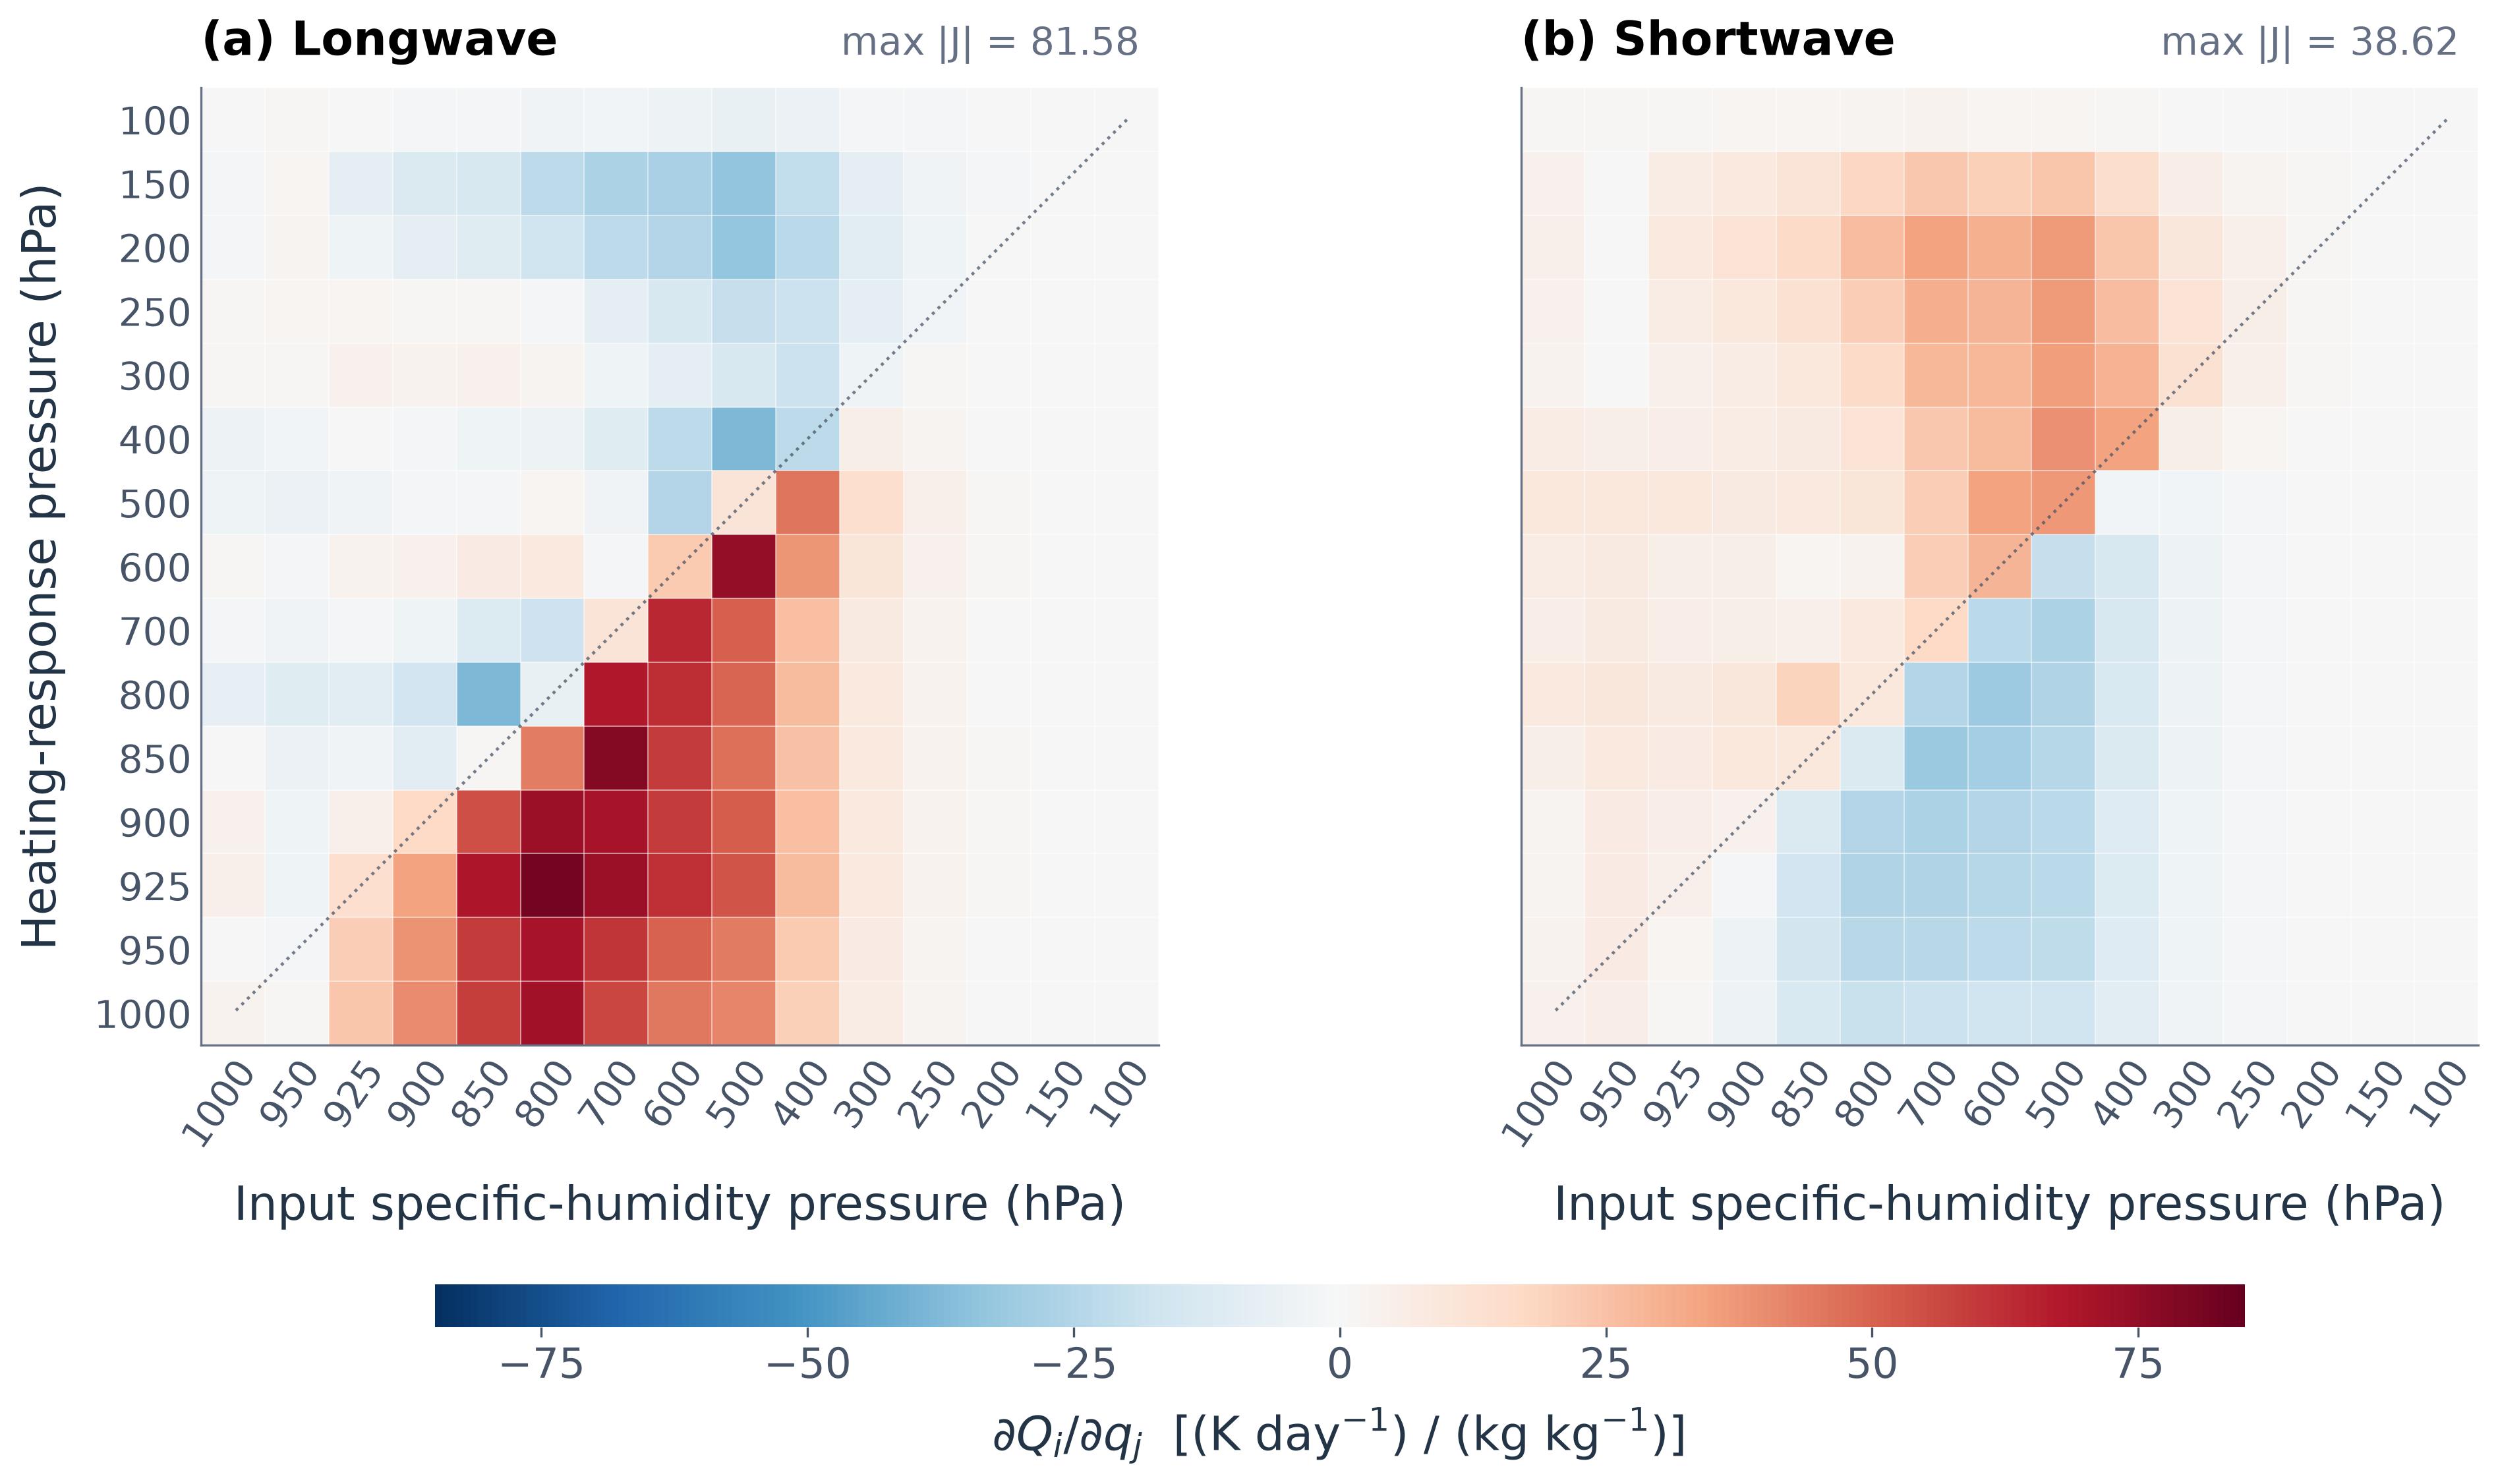 (a) Longwave
max |J| = 81.58
(b) Shortwave
max |J| = 38.62
Heating-response pressure (hPa)
100
150
200
250
300
400
500
600
700
800
850
900
925
950
1000
1000 950 925 900 850 800 700 600 500 400 300 250 200 150 100
1000 950 925 900 850 800 700 600 500 400 300 250 200 150 100
Input specific-humidity pressure (hPa)
Input specific-humidity pressure (hPa)
−75 −50 −25 0 25 50 75
∂Qᵢ/∂qⱼ [(K day⁻¹) / (kg kg⁻¹)]